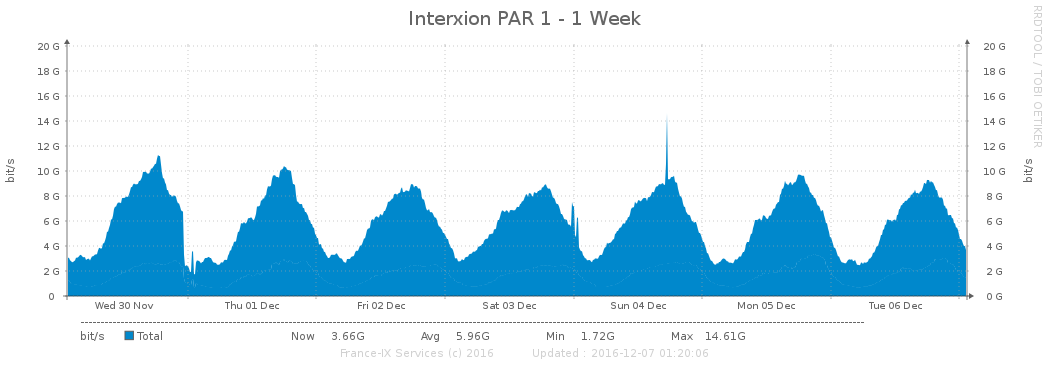 Interxion PAR 1 - 1 Week
RRDTOOL / TOBI OETIKER
20 G 20 G
18 G 18 G
16 G 16 G
14 G 14 G
12 G 12 G
10 G 10 G
8 G 8 G
6 G 6 G
4 G 4 G
2 G 2 G
0 0 G
bit/s bit/s
Wed 30 Nov Thu 01 Dec Fri 02 Dec Sat 03 Dec Sun 04 Dec Mon 05 Dec Tue 06 Dec
bit/s Total Now 3.66G Avg 5.96G Min 1.72G Max 14.61G
France-IX Services (c) 2016 Updated : 2016-12-07 01:20:06